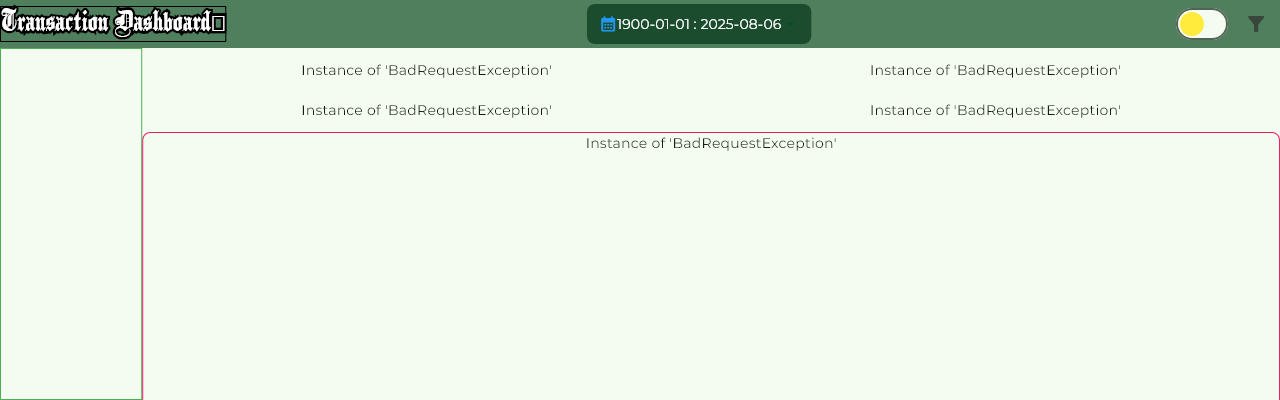 Transaction Dashboard
1900-01-01 : 2025-08-06
Instance of 'BadRequestException' Instance of 'BadRequestException'
Instance of 'BadRequestException' Instance of 'BadRequestException'
Instance of 'BadRequestException'